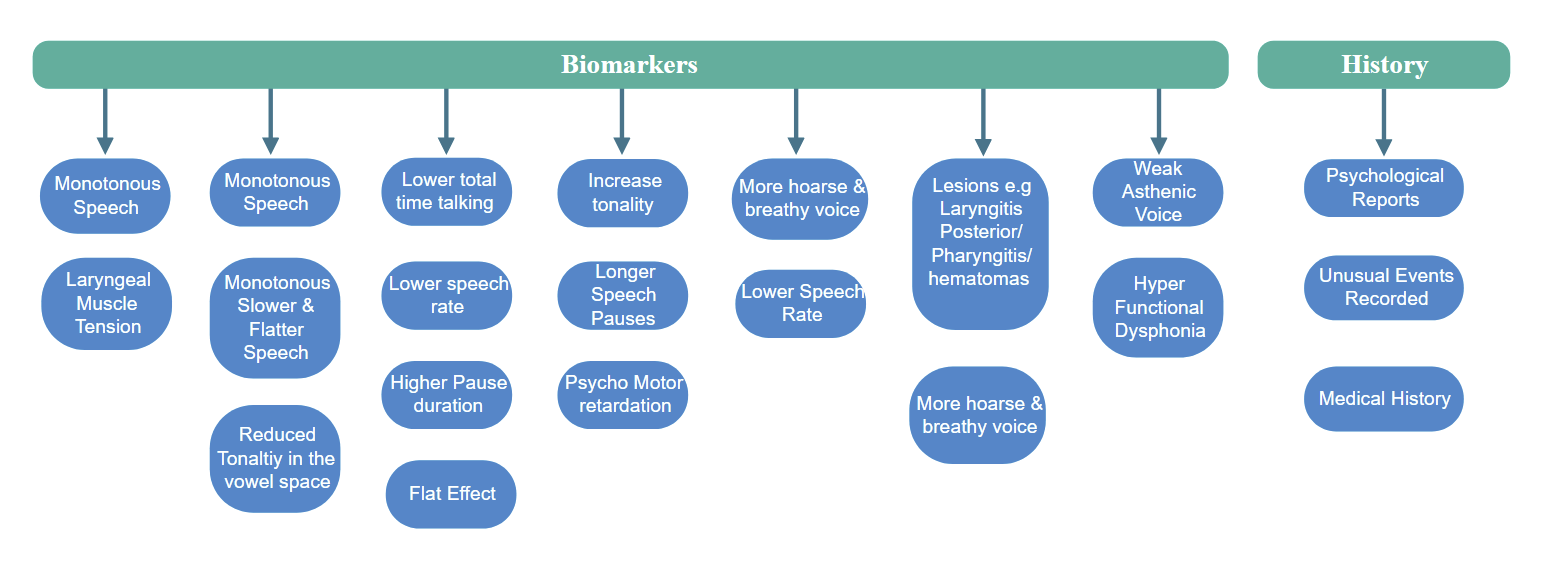 Biomarkers
History
Monotonous
Speech
Laryngeal
Muscle
Tension
Monotonous
Speech
Monotonous
Slower &
Flatter
Speech
Reduced
Tonaltiy in the
vowel space
Lower total
time talking
Lower speech
rate
Higher Pause
duration
Flat Effect
Increase
tonality
Longer
Speech
Pauses
Psycho Motor
retardation
More hoarse &
breathy voice
Lower Speech
Rate
Lesions e.g
Laryngitis
Posterior/
Pharyngitis/
hematomas
More hoarse &
breathy voice
Weak
Asthenic
Voice
Hyper
Functional
Dysphonia
Psychological
Reports
Unusual Events
Recorded
Medical History